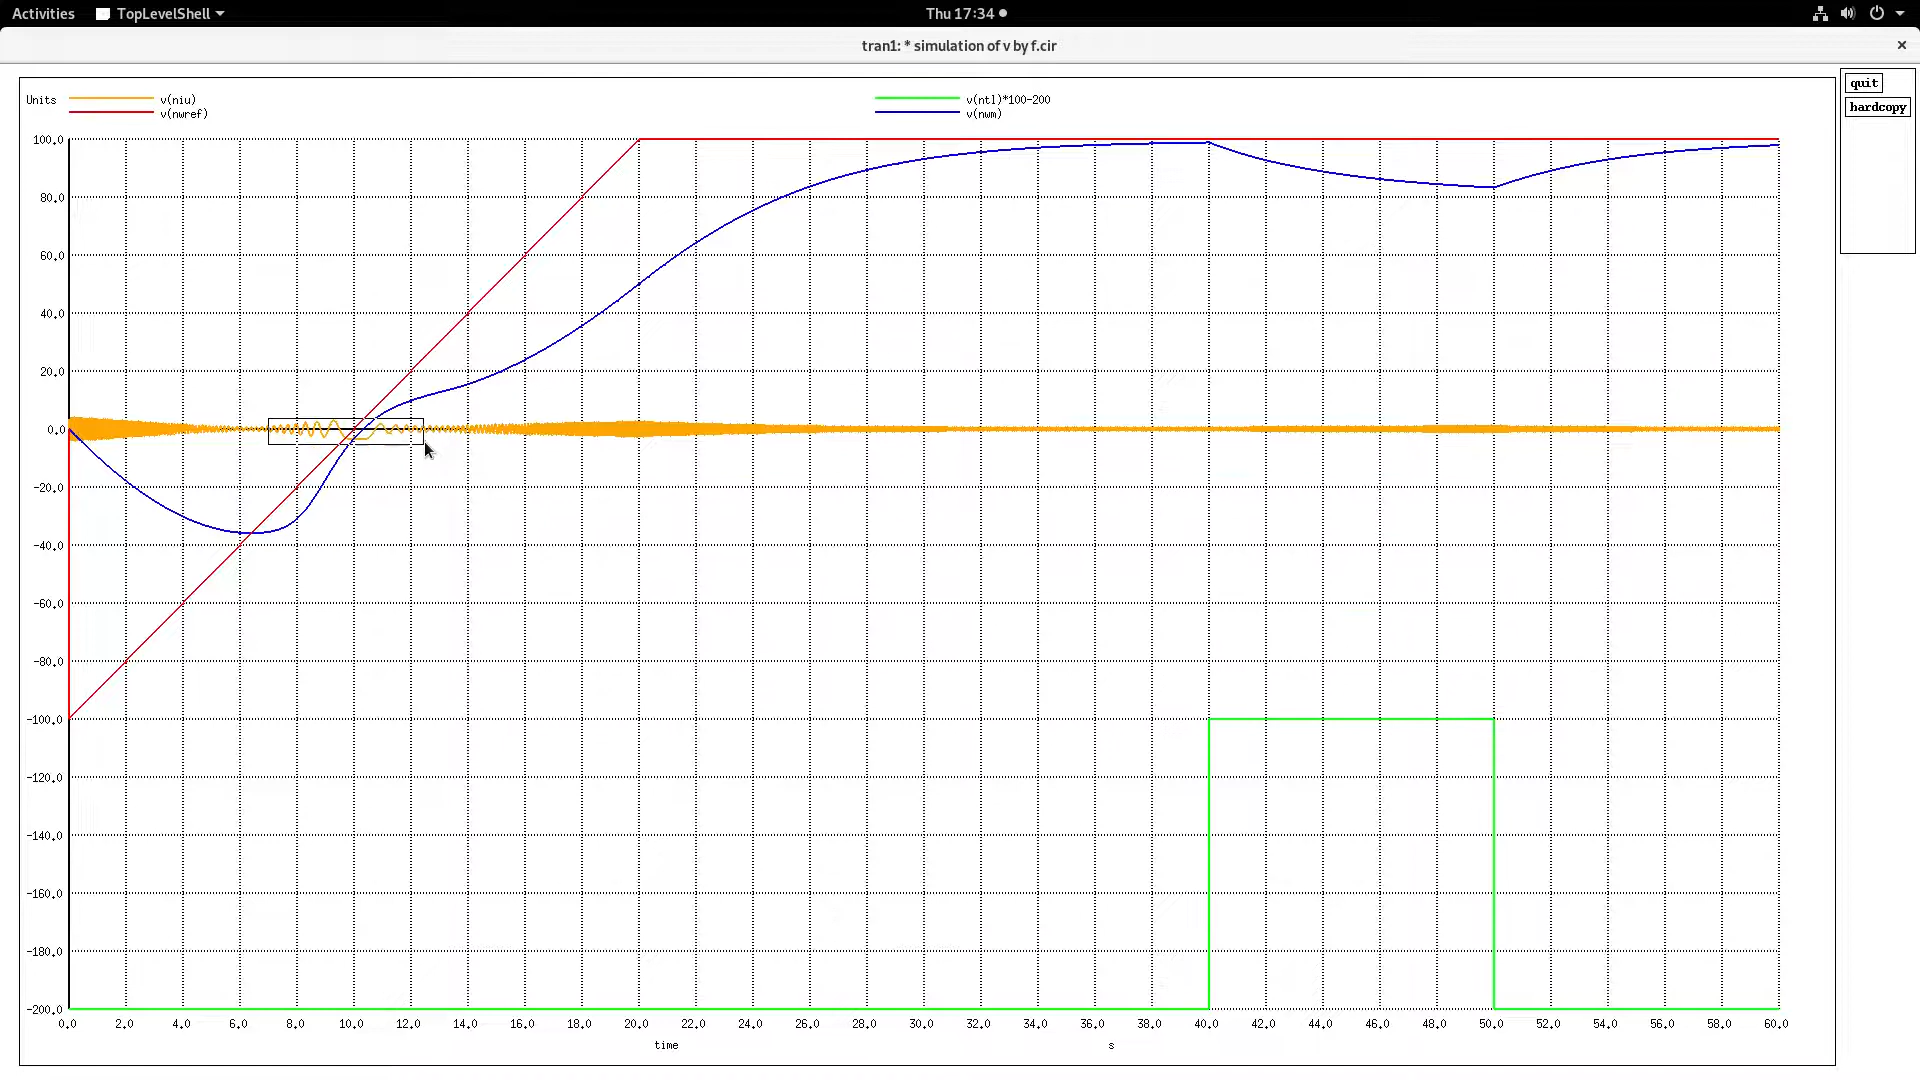 Activities TopLevelShell Thu 17:34
tran1: * simulation of v by f.cir
quit
hardcopy
Units v(niu) v(ntl)*100-200
v(nwref) v(nwm)
100.0
80.0
60.0
40.0
20.0
0.0
-20.0
-40.0
-60.0
-80.0
-100.0
-120.0
-140.0
-160.0
-180.0
-200.0
0.0 2.0 4.0 6.0 8.0 10.0 12.0 14.0 16.0 18.0 20.0 22.0 24.0 26.0 28.0 30.0 32.0 34.0 36.0 38.0 40.0 42.0 44.0 46.0 48.0 50.0 52.0 54.0 56.0 58.0 60.0
time s